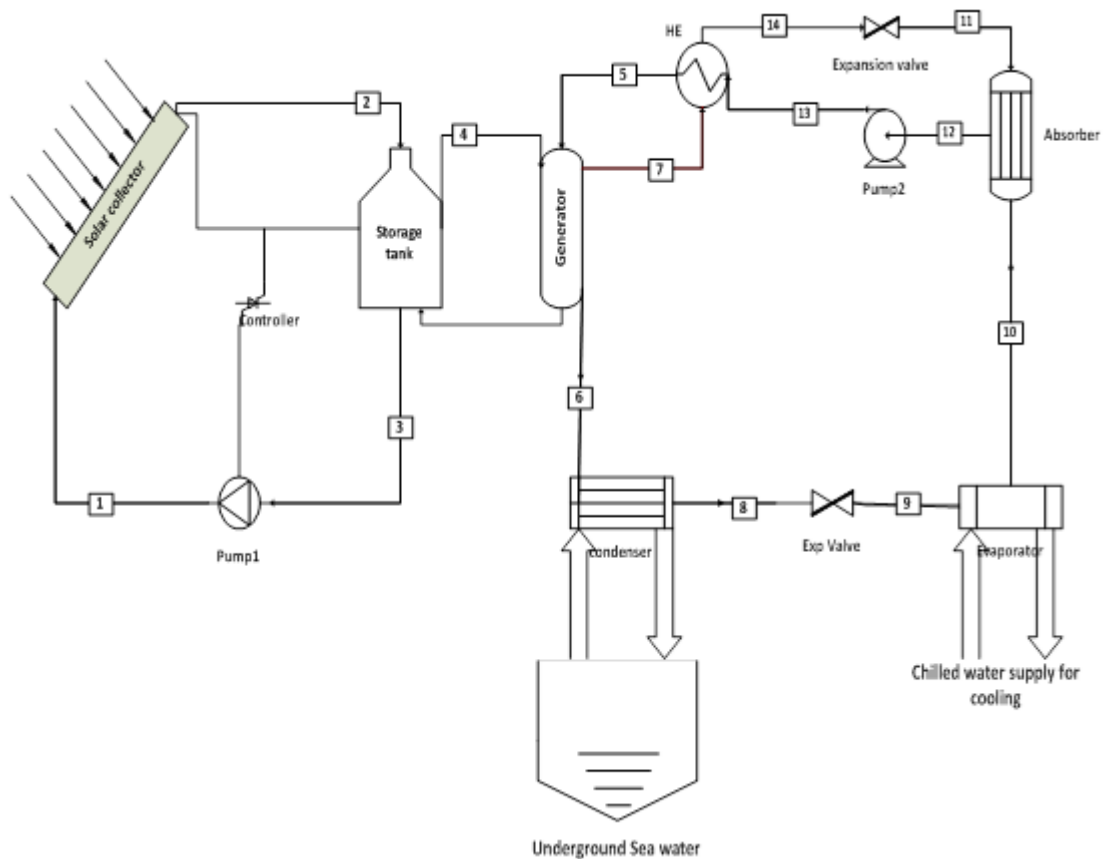 HE
14
11
Expansion valve
5
2
4
13
12
Absorber
7
Pump2
Solar collector
Storage
tank
Generator
Controller
10
6
3
1
8
9
Pump1
condenser
Exp Valve
Evaporator
Chilled water supply for
cooling
Underground Sea water